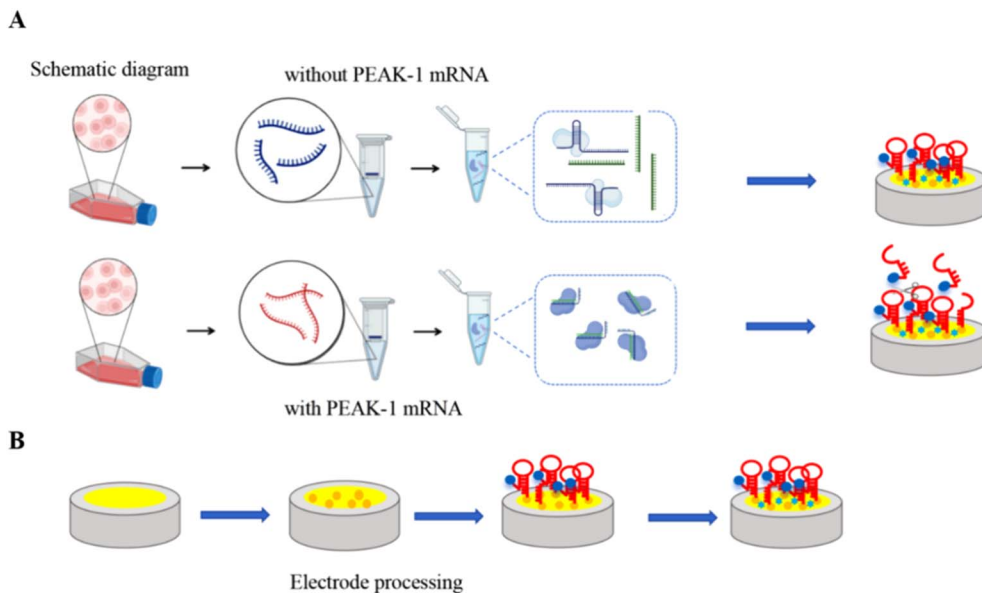 A
Schematic diagram
without PEAK-1 mRNA
with PEAK-1 mRNA
B
Electrode processing